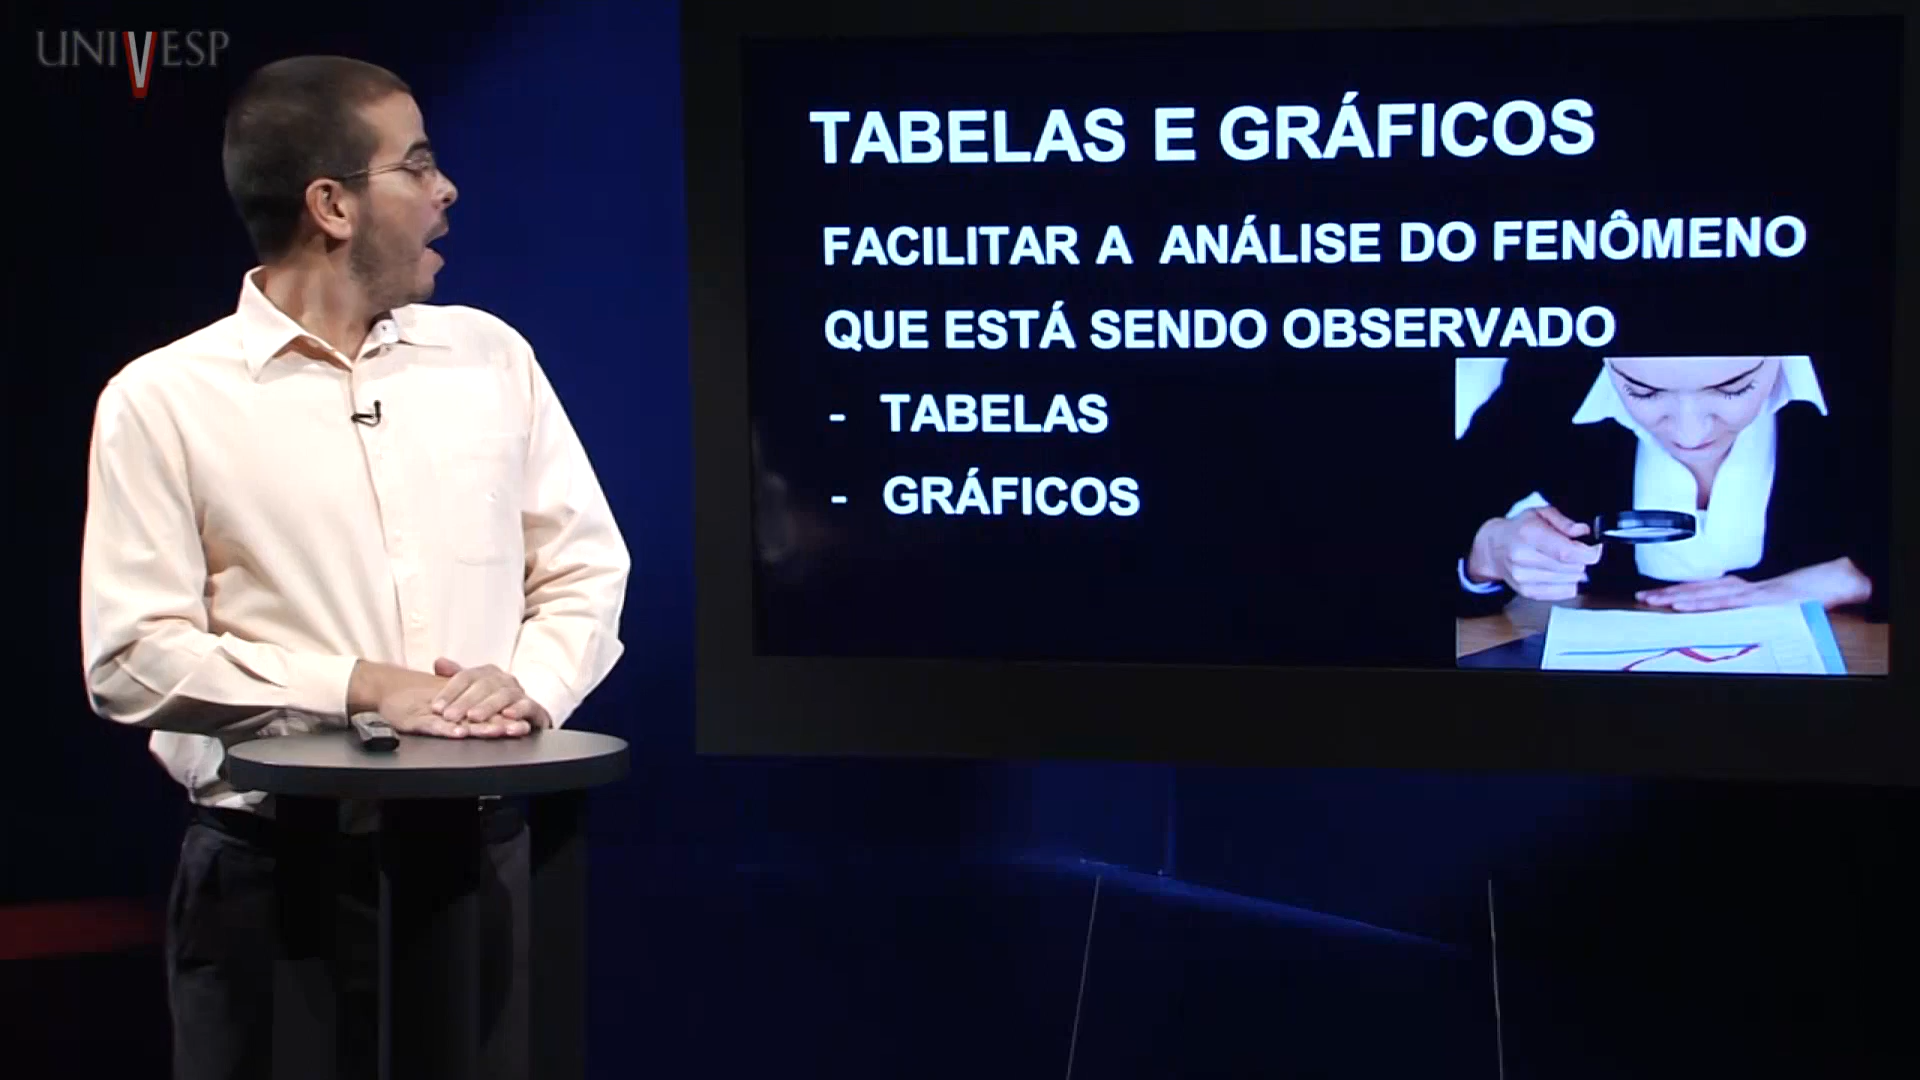 UNIVESP
TABELAS E GRÁFICOS
FACILITAR A ANÁLISE DO FENÔMENO
QUE ESTÁ SENDO OBSERVADO
- TABELAS
- GRÁFICOS